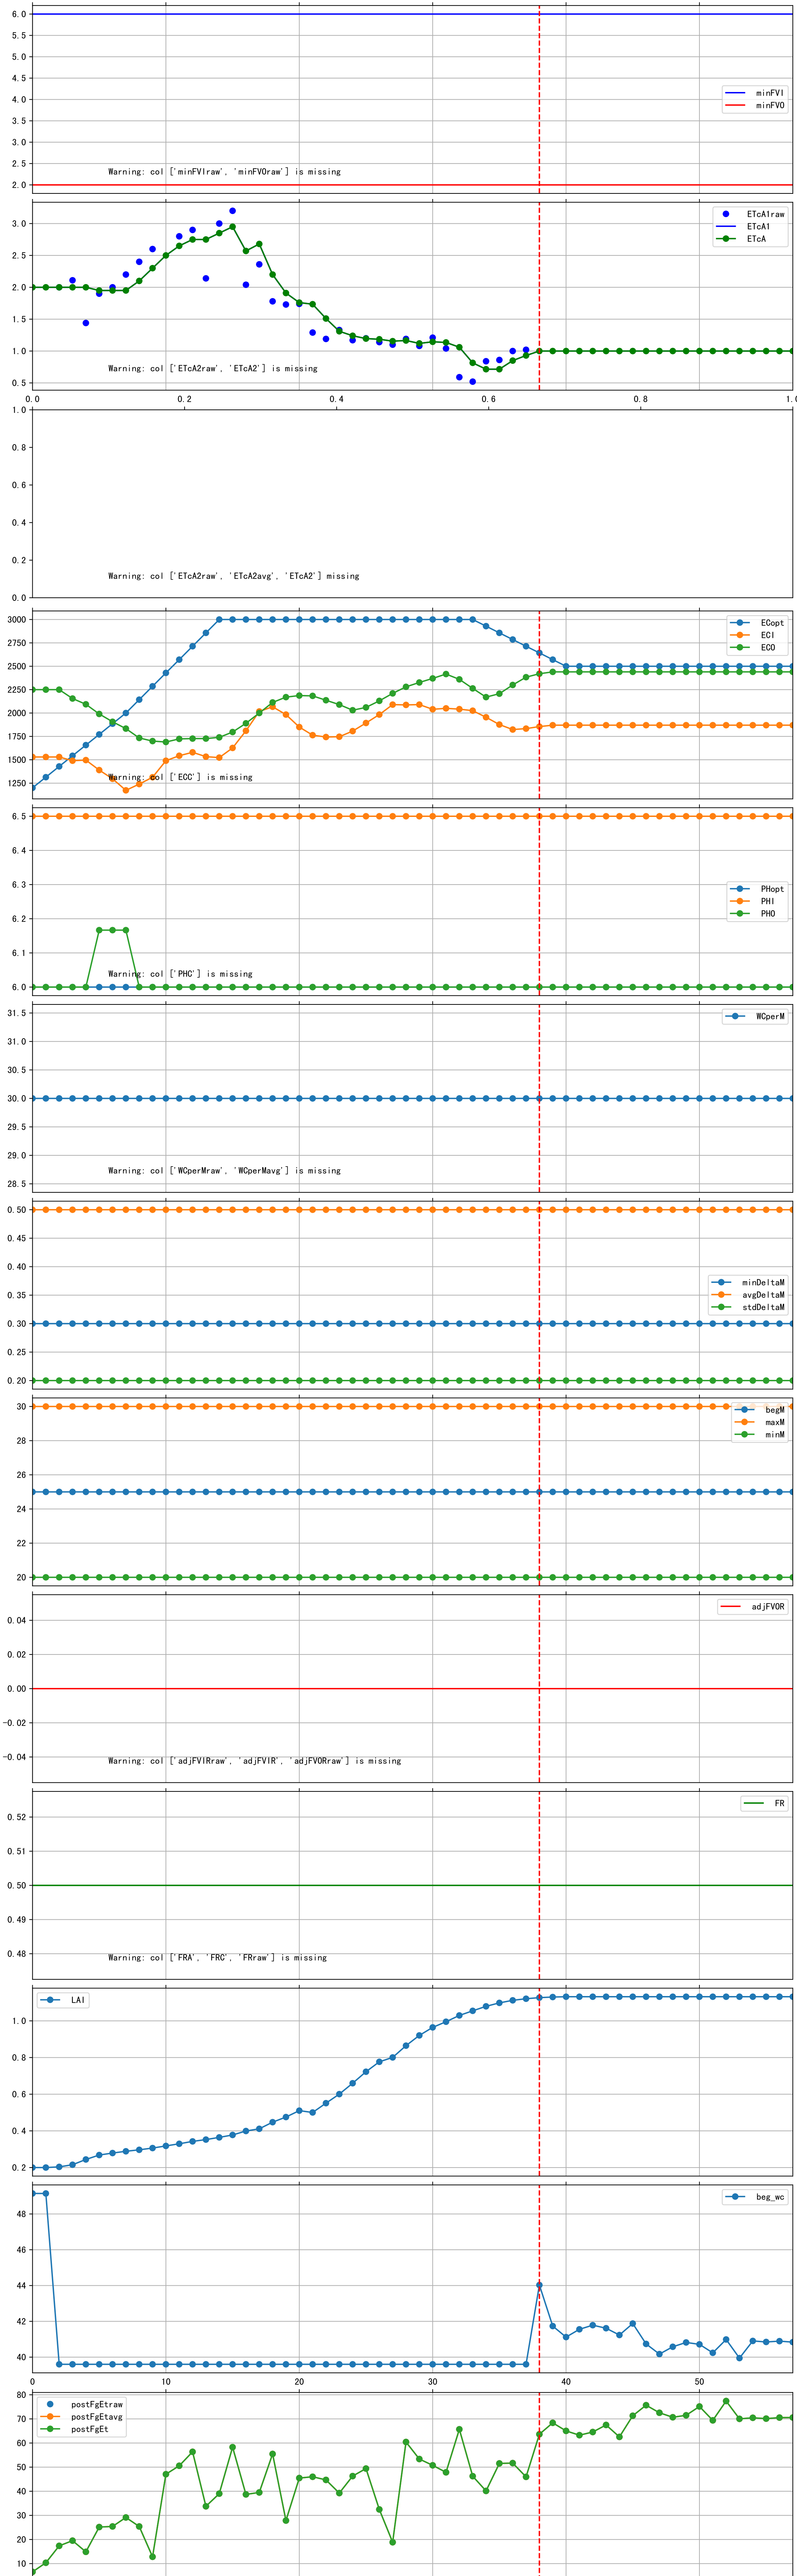 6.0
5.5
5.0
4.5
4.0
3.5
3.0
2.5
2.0
minFVI
minFVO
Warning: col ['minFVIraw', 'minFVOraw'] is missing
3.0
2.5
2.0
1.5
1.0
0.5
ETcA1raw
ETcA1
ETcA
Warning: col ['ETcA2raw', 'ETcA2'] is missing
0.0 0.2 0.4 0.6 0.8 1.0
1.0
0.8
0.6
0.4
0.2
0.0
Warning: col ['ETcA2raw', 'ETcA2avg', 'ETcA2'] missing
3000
2750
2500
2250
2000
1750
1500
1250
ECopt
ECI
ECO
Warning: col ['ECC'] is missing
6.5
6.4
6.3
6.2
6.1
6.0
PHopt
PHI
PHO
Warning: col ['PHC'] is missing
31.5
31.0
30.5
30.0
29.5
29.0
28.5
WCperM
Warning: col ['WCperMraw', 'WCperMavg'] is missing
0.50
0.45
0.40
0.35
0.30
0.25
0.20
minDeltaM
avgDeltaM
stdDeltaM
30
28
26
24
22
20
begM
maxM
minM
0.04
0.02
0.00
-0.02
-0.04
adjFVOR
Warning: col ['adjFVIRraw', 'adjFVIR', 'adjFVORraw'] is missing
0.52
0.51
0.50
0.49
0.48
FR
Warning: col ['FRA', 'FRC', 'FRraw'] is missing
LAI
1.0
0.8
0.6
0.4
0.2
beg_wc
48
46
44
42
40
0 10 20 30 40 50
80
70
60
50
40
30
20
10
postFgEtraw
postFgEtavg
postFgEt